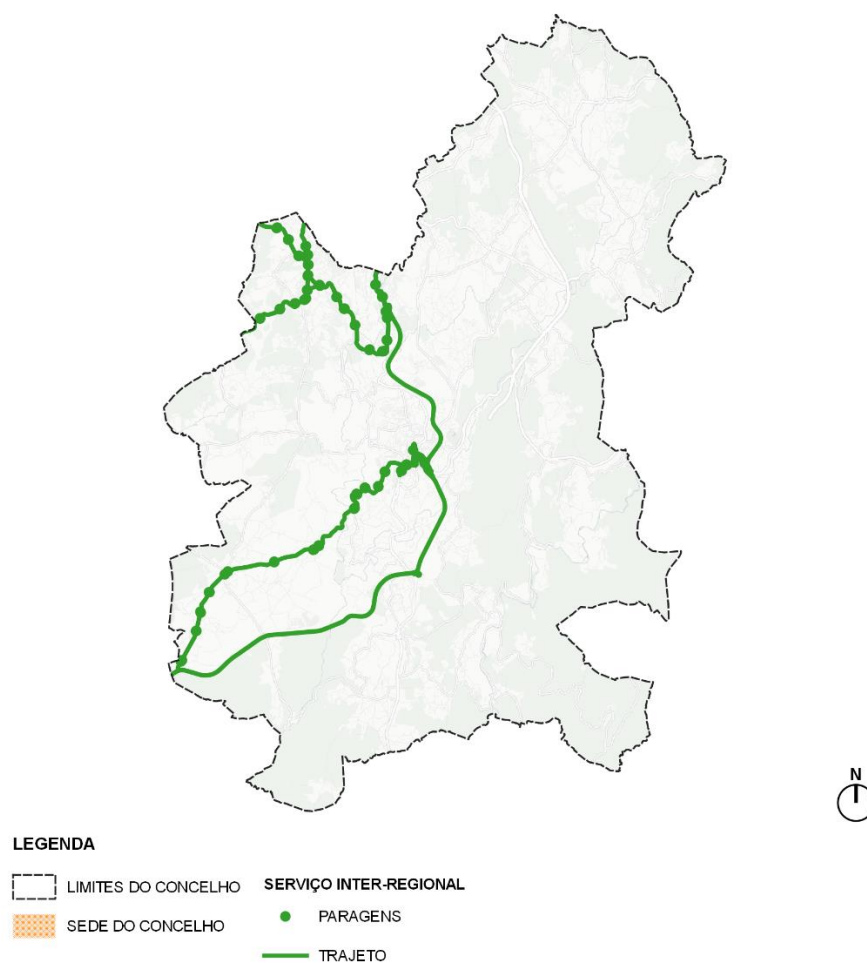 N
LEGENDA
LIMITES DO CONCELHO
SEDE DO CONCELHO
SERVIÇO INTER-REGIONAL
PARAGENS
TRAJETO